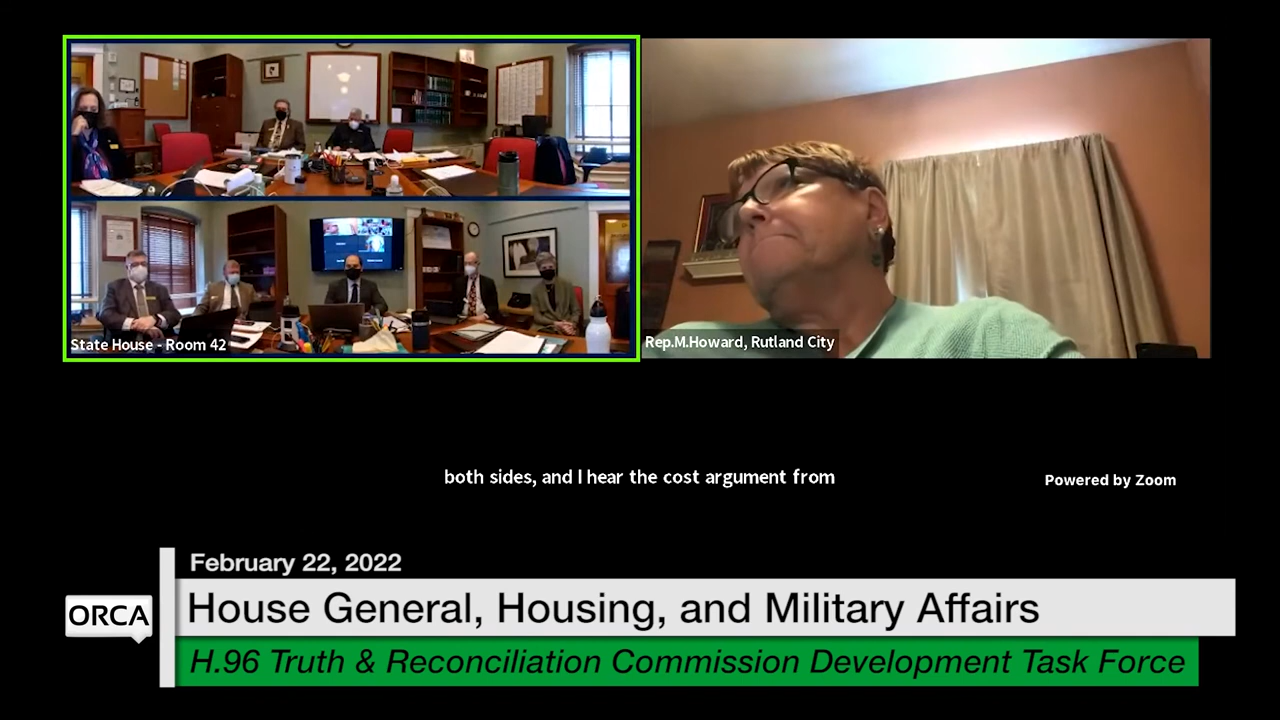 State House - Room 42
Rep.M.Howard, Rutland City
both sides, and I hear the cost argument from
Powered by Zoom
February 22, 2022
ORCA
House General, Housing, and Military Affairs
H.96 Truth & Reconciliation Commission Development Task Force